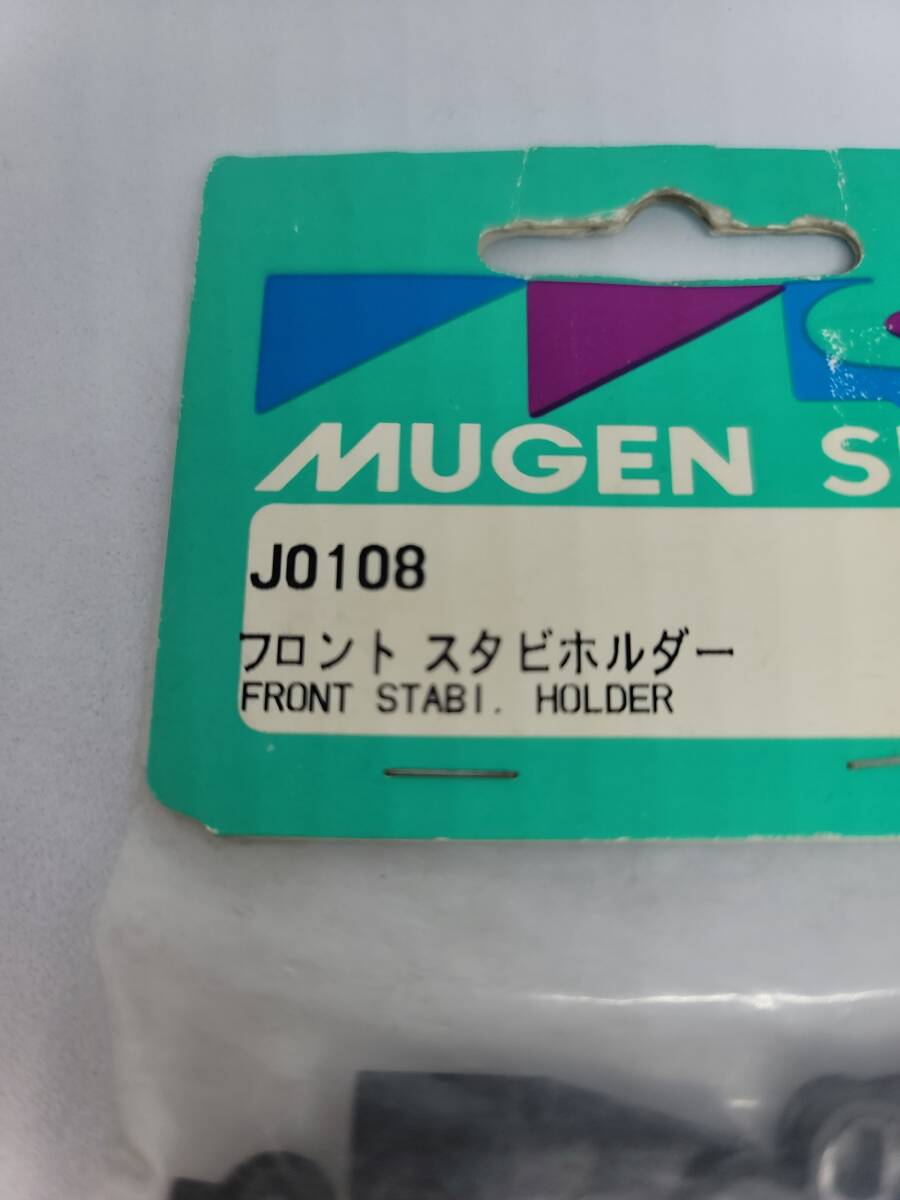 MUGEN S
J0108
フロント スタビホルダー
FRONT STABI. HOLDER